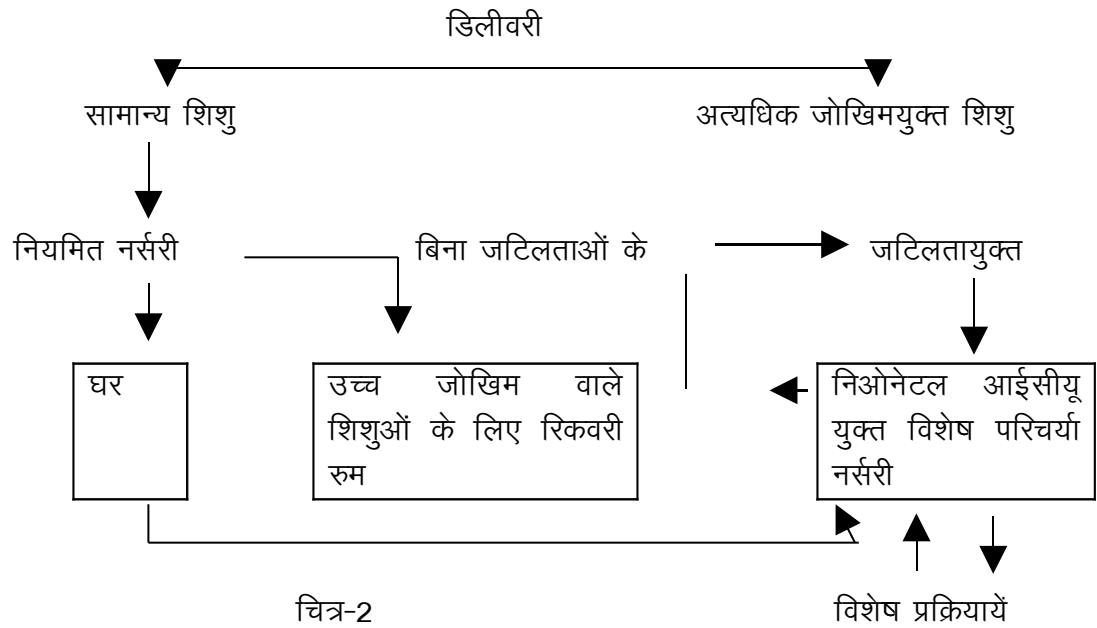 डिलीवरी
सामान्य शिशु अत्यधिक जोखिमयुक्त शिशु
नियमित नर्सरी बिना जटिलताओं के जटिलतायुक्त
घर
उच्च जोखिम वाले
शिशुओं के लिए रिकवरी
रुम
निओनेटल आईसीयू
युक्त विशेष परिचर्या
नर्सरी
चित्र-2 विशेष प्रक्रियायें